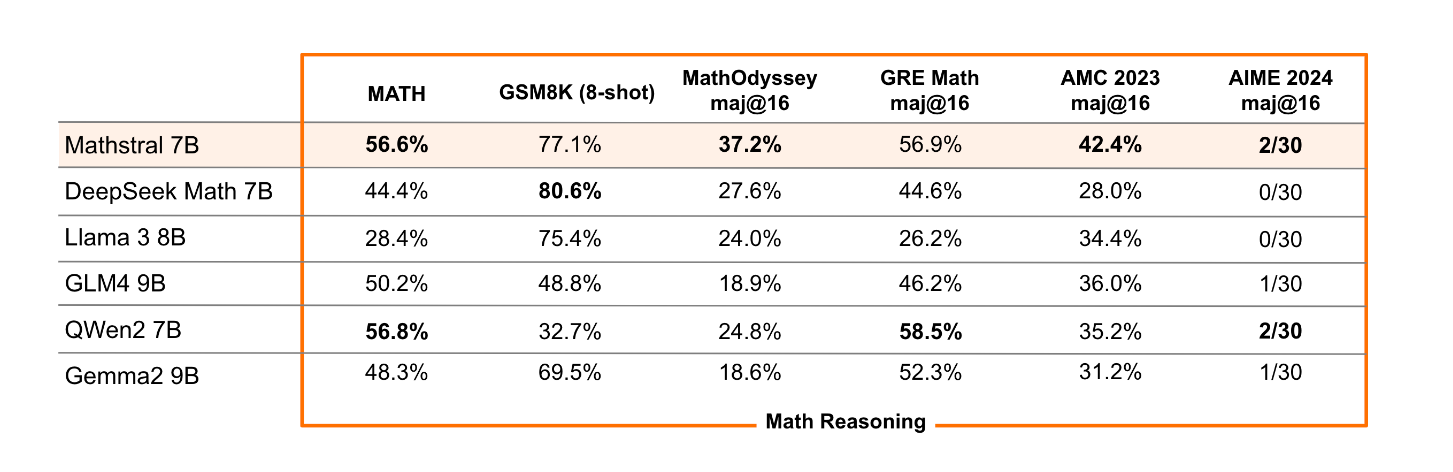 MATH GSM8K (8-shot) MathOdyssey maj@16 GRE Math maj@16 AMC 2023 maj@16 AIME 2024 maj@16
Mathstral 7B 56.6% 77.1% 37.2% 56.9% 42.4% 2/30
DeepSeek Math 7B 44.4% 80.6% 27.6% 44.6% 28.0% 0/30
Llama 3 8B 28.4% 75.4% 24.0% 26.2% 34.4% 0/30
GLM4 9B 50.2% 48.8% 18.9% 46.2% 36.0% 1/30
QWen2 7B 56.8% 32.7% 24.8% 58.5% 35.2% 2/30
Gemma2 9B 48.3% 69.5% 18.6% 52.3% 31.2% 1/30
Math Reasoning